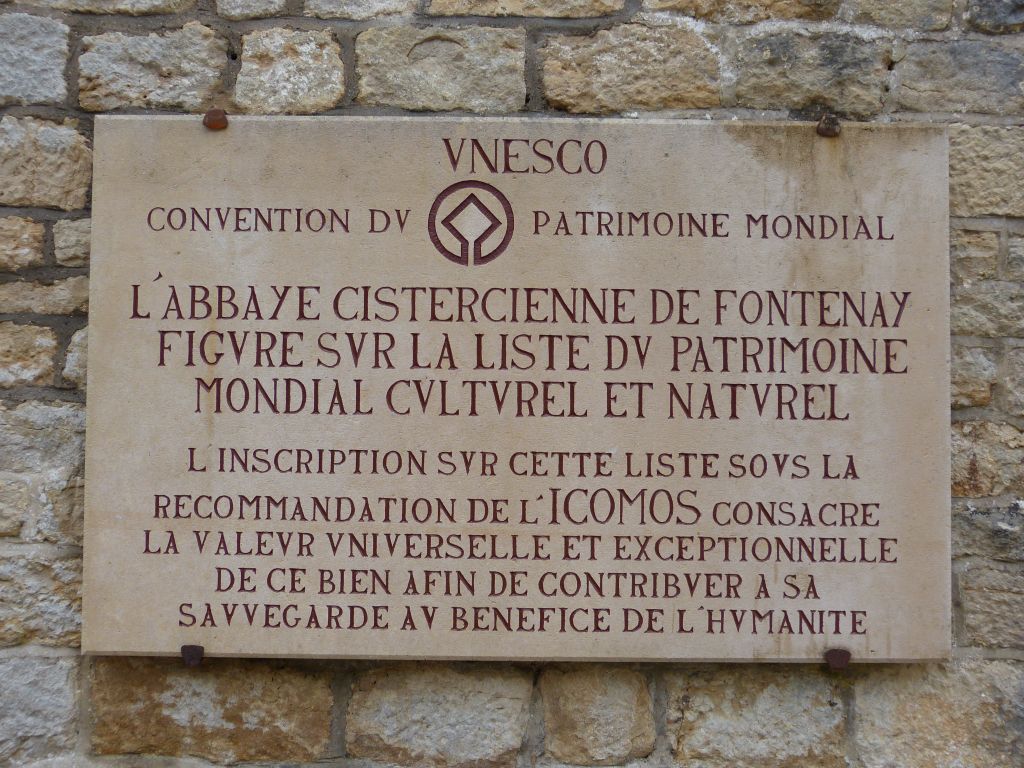 VNESCO
CONVENTION DV PATRIMOINE MONDIAL
L'ABBAYE CISTERCIENNE DE FONTENAY
FIGVRE SVR LA LISTE DV PATRIMOINE
MONDIAL CVLTVREL ET NATVREL
L'INSCRIPTION SVR CETTE LISTE SOVS LA
RECOMMANDATION DE L'ICOMOS CONSACRE
LA VALEVR VNIVERSELLE ET EXCEPTIONNELLE
DE CE BIEN AFIN DE CONTRIBVER A SA
SAVVEGARDE AV BENEFICE DE L'HVMANITE